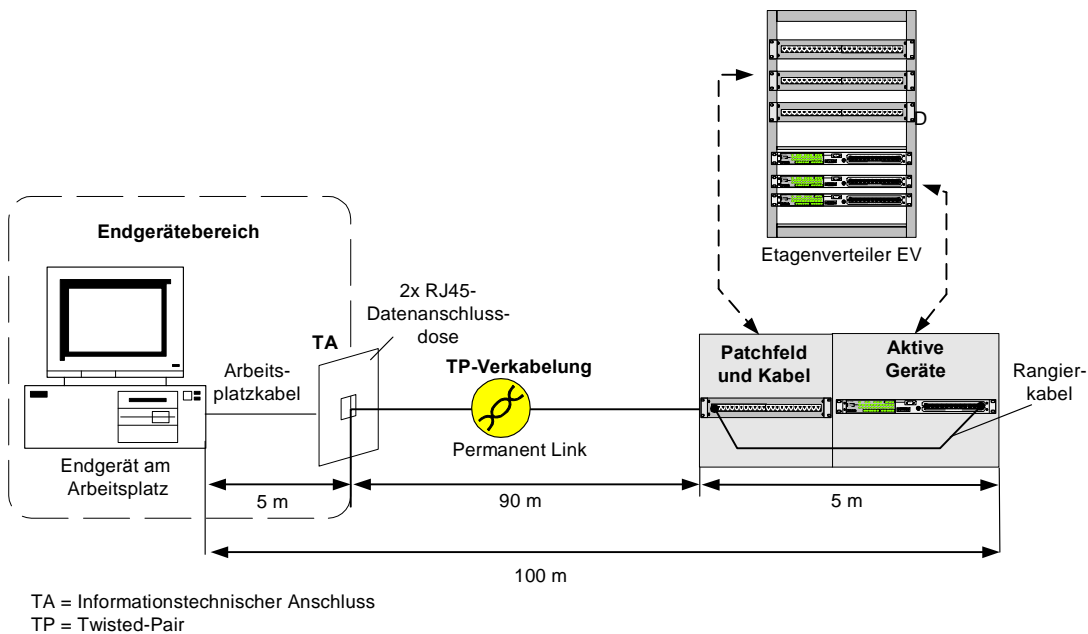 Etagenverteiler EV
Endgerätebereich
2x RJ45-
Datenanschluss-
dose
TA
Arbeits-
platzkabel
TP-Verkabelung
Permanent Link
Patchfeld
und Kabel
Aktive
Geräte
Rangier-
kabel
Endgerät am
Arbeitsplatz
5 m
90 m
5 m
100 m
TA = Informationstechnischer Anschluss
TP = Twisted-Pair